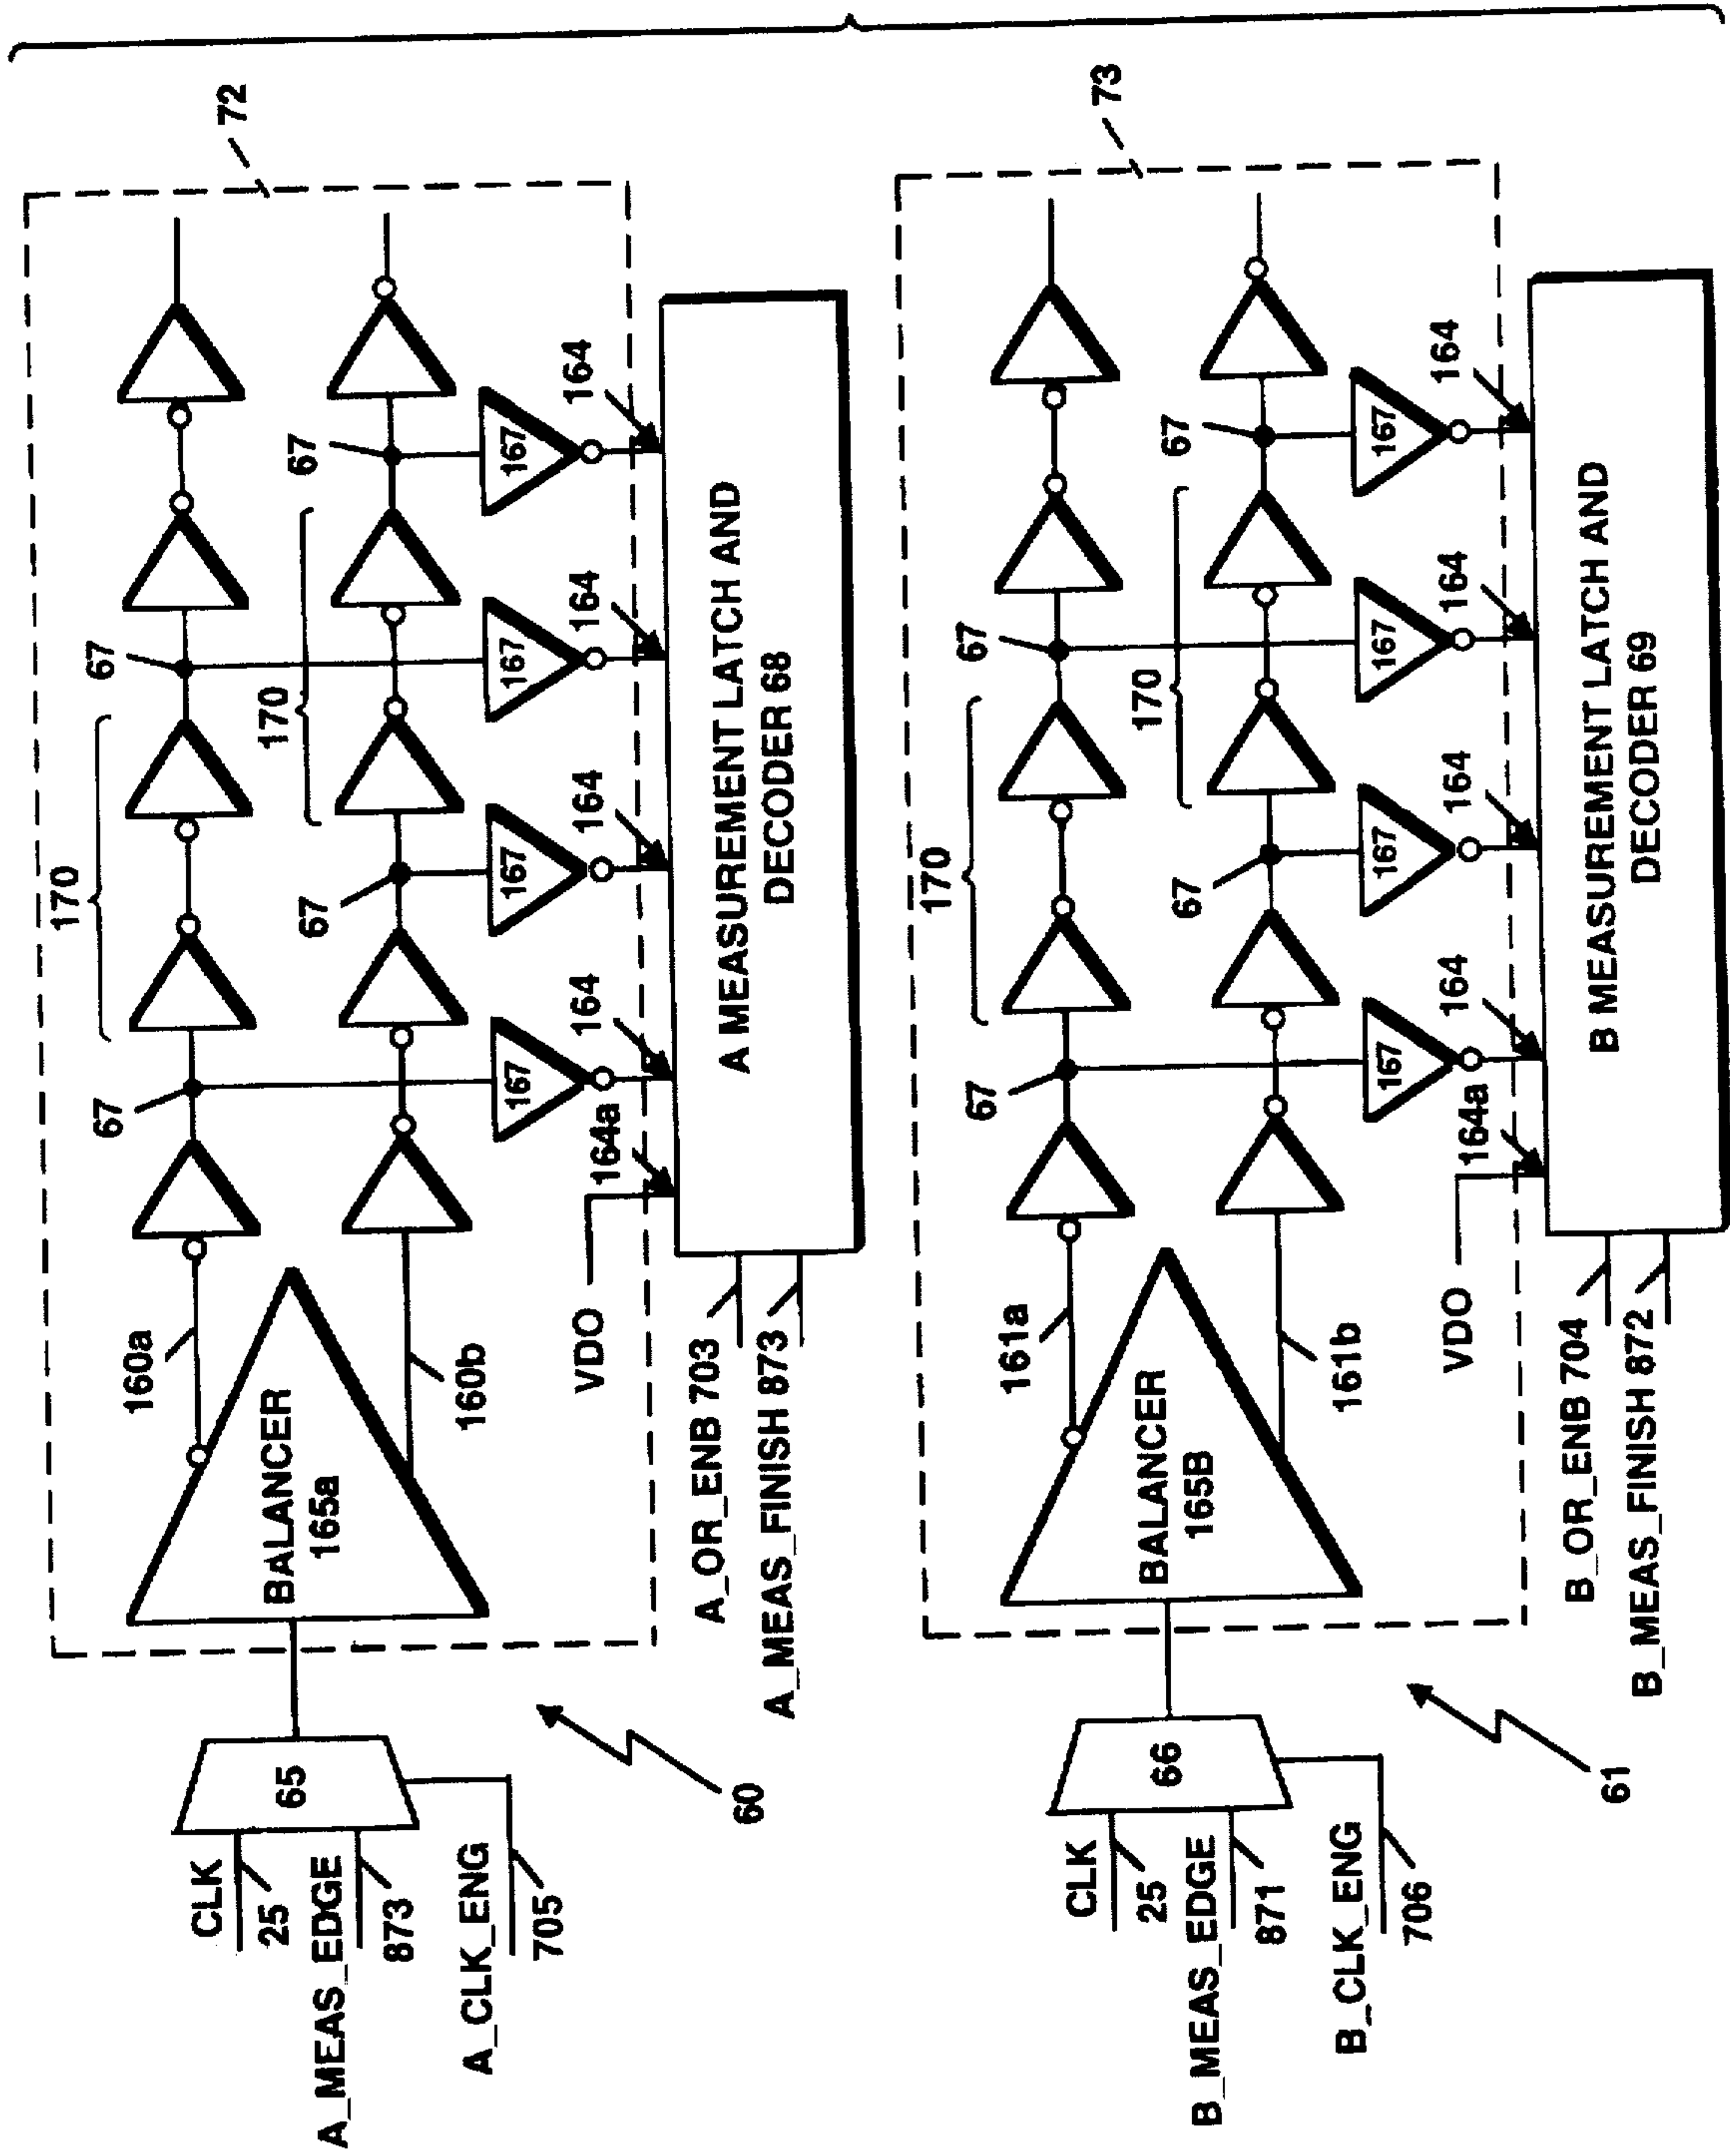 72
170
67
67
160a
170
67
67
BALANCER
165a
160b
167
167
167
167
164a
164
164
164
164
VDO
CLK
25
65
A_MEAS_EDGE
873
A_CLK_ENG
705
60
A_OR_ENB 703
A_MEAS_FINISH 873
A MEASUREMENT LATCH AND
DECODER 68
73
170
67
67
161a
170
67
67
BALANCER
165B
161b
167
167
167
167
164a
164
164
164
164
VDO
CLK
25
66
B_MEAS_EDGE
871
B_CLK_ENG
706
61
B_OR_ENB 704
B_MEAS_FINISH 872
B MEASUREMENT LATCH AND
DECODER 69